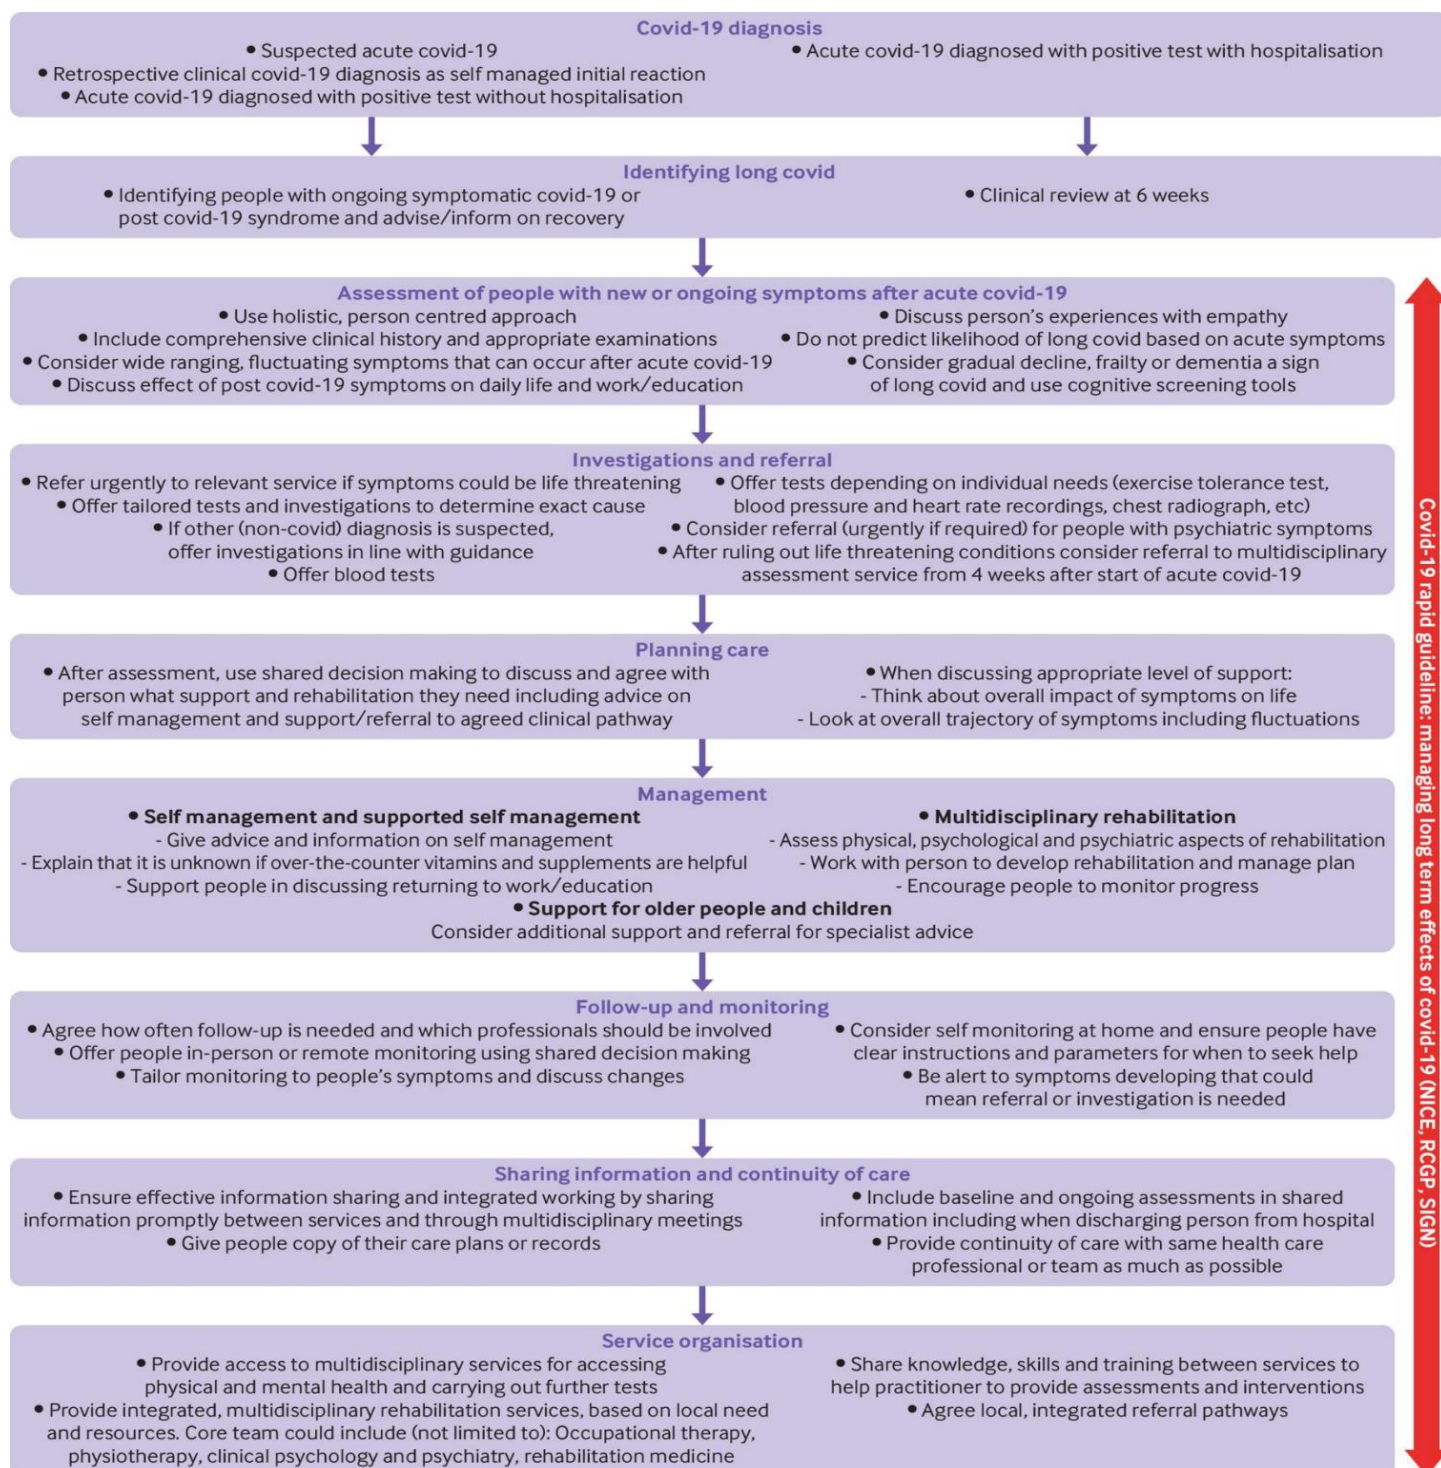 Covid-19 diagnosis
• Suspected acute covid-19
• Retrospective clinical covid-19 diagnosis as self managed initial reaction
• Acute covid-19 diagnosed with positive test without hospitalisation
• Acute covid-19 diagnosed with positive test with hospitalisation
Identifying long covid
• Identifying people with ongoing symptomatic covid-19 or
post covid-19 syndrome and advise/inform on recovery
• Clinical review at 6 weeks
Assessment of people with new or ongoing symptoms after acute covid-19
• Use holistic, person centred approach
• Include comprehensive clinical history and appropriate examinations
• Consider wide ranging, fluctuating symptoms that can occur after acute covid-19
• Discuss effect of post covid-19 symptoms on daily life and work/education
• Discuss person's experiences with empathy
• Do not predict likelihood of long covid based on acute symptoms
• Consider gradual decline, frailty or dementia a sign
of long covid and use cognitive screening tools
Investigations and referral
• Refer urgently to relevant service if symptoms could be life threatening
• Offer tailored tests and investigations to determine exact cause
• If other (non-covid) diagnosis is suspected,
offer investigations in line with guidance
• Offer blood tests
• Offer tests depending on individual needs (exercise tolerance test,
blood pressure and heart rate recordings, chest radiograph, etc)
• Consider referral (urgently if required) for people with psychiatric symptoms
• After ruling out life threatening conditions consider referral to multidisciplinary
assessment service from 4 weeks after start of acute covid-19
Planning care
• After assessment, use shared decision making to discuss and agree with
person what support and rehabilitation they need including advice on
self management and support/referral to agreed clinical pathway
• When discussing appropriate level of support:
- Think about overall impact of symptoms on life
- Look at overall trajectory of symptoms including fluctuations
Management
• Self management and supported self management
- Give advice and information on self management
- Explain that it is unknown if over-the-counter vitamins and supplements are helpful
- Support people in discussing returning to work/education
• Multidisciplinary rehabilitation
- Assess physical, psychological and psychiatric aspects of rehabilitation
- Work with person to develop rehabilitation and manage plan
- Encourage people to monitor progress
• Support for older people and children
Consider additional support and referral for specialist advice
Follow-up and monitoring
• Agree how often follow-up is needed and which professionals should be involved
• Offer people in-person or remote monitoring using shared decision making
• Tailor monitoring to people's symptoms and discuss changes
• Consider self monitoring at home and ensure people have
clear instructions and parameters for when to seek help
• Be alert to symptoms developing that could
mean referral or investigation is needed
Sharing information and continuity of care
• Ensure effective information sharing and integrated working by sharing
information promptly between services and through multidisciplinary meetings
• Give people copy of their care plans or records
• Include baseline and ongoing assessments in shared
information including when discharging person from hospital
• Provide continuity of care with same health care
professional or team as much as possible
Service organisation
• Provide access to multidisciplinary services for accessing
physical and mental health and carrying out further tests
• Provide integrated, multidisciplinary rehabilitation services, based on local need
and resources. Core team could include (not limited to): Occupational therapy,
physiotherapy, clinical psychology and psychiatry, rehabilitation medicine
• Share knowledge, skills and training between services to
help practitioner to provide assessments and interventions
• Agree local, integrated referral pathways
Covid-19 rapid guideline: managing long term effects of covid-19 (NICE, RCGP, SIGN)